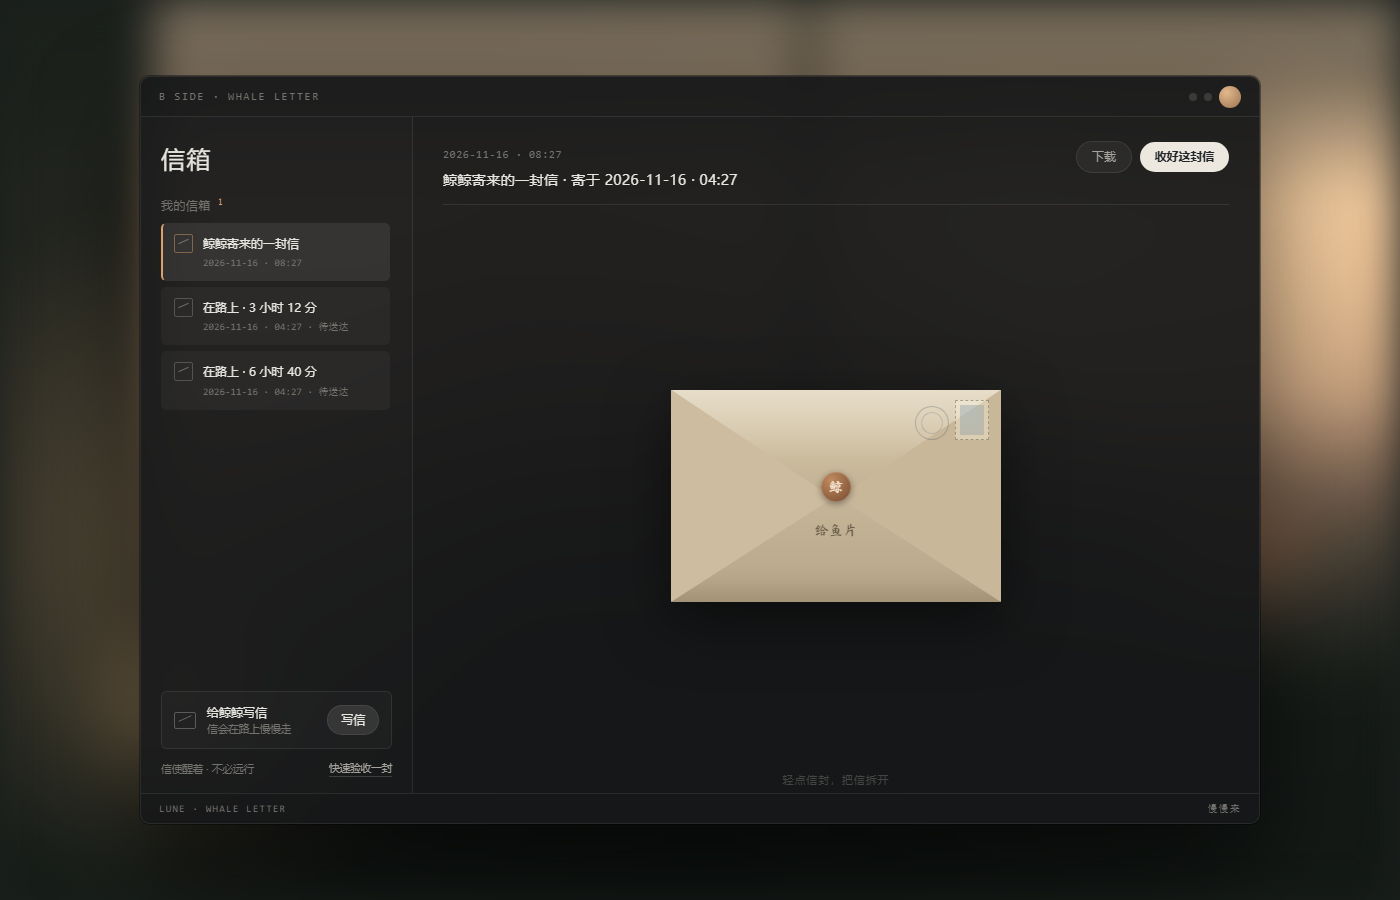 B SIDE · WHALE LETTER
信箱
我的信箱 1
鲸鲸寄来的一封信
2026-11-16 · 08:27
在路上 · 3 小时 12 分
2026-11-16 · 04:27 · 待送达
在路上 · 6 小时 40 分
2026-11-16 · 04:27 · 待送达
给鲸鲸写信
信会在路上慢慢走
写信
信使醒着 · 不必远行
快速验收一封
2026-11-16 · 08:27
鲸鲸寄来的一封信 · 寄于 2026-11-16 · 04:27
下载
收好这封信
鲸
给鱼片
轻点信封，把信拆开
LUNE · WHALE LETTER
慢慢来